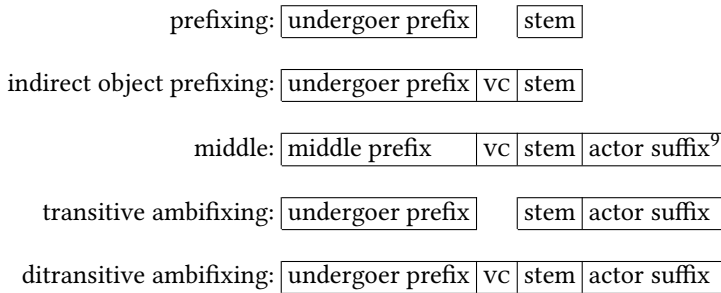 prefixing: undergoer prefix stem
indirect object prefixing: undergoer prefix VC stem
middle: middle prefix VC stem actor suffix⁹
transitive ambifixing: undergoer prefix stem actor suffix
ditransitive ambifixing: undergoer prefix VC stem actor suffix